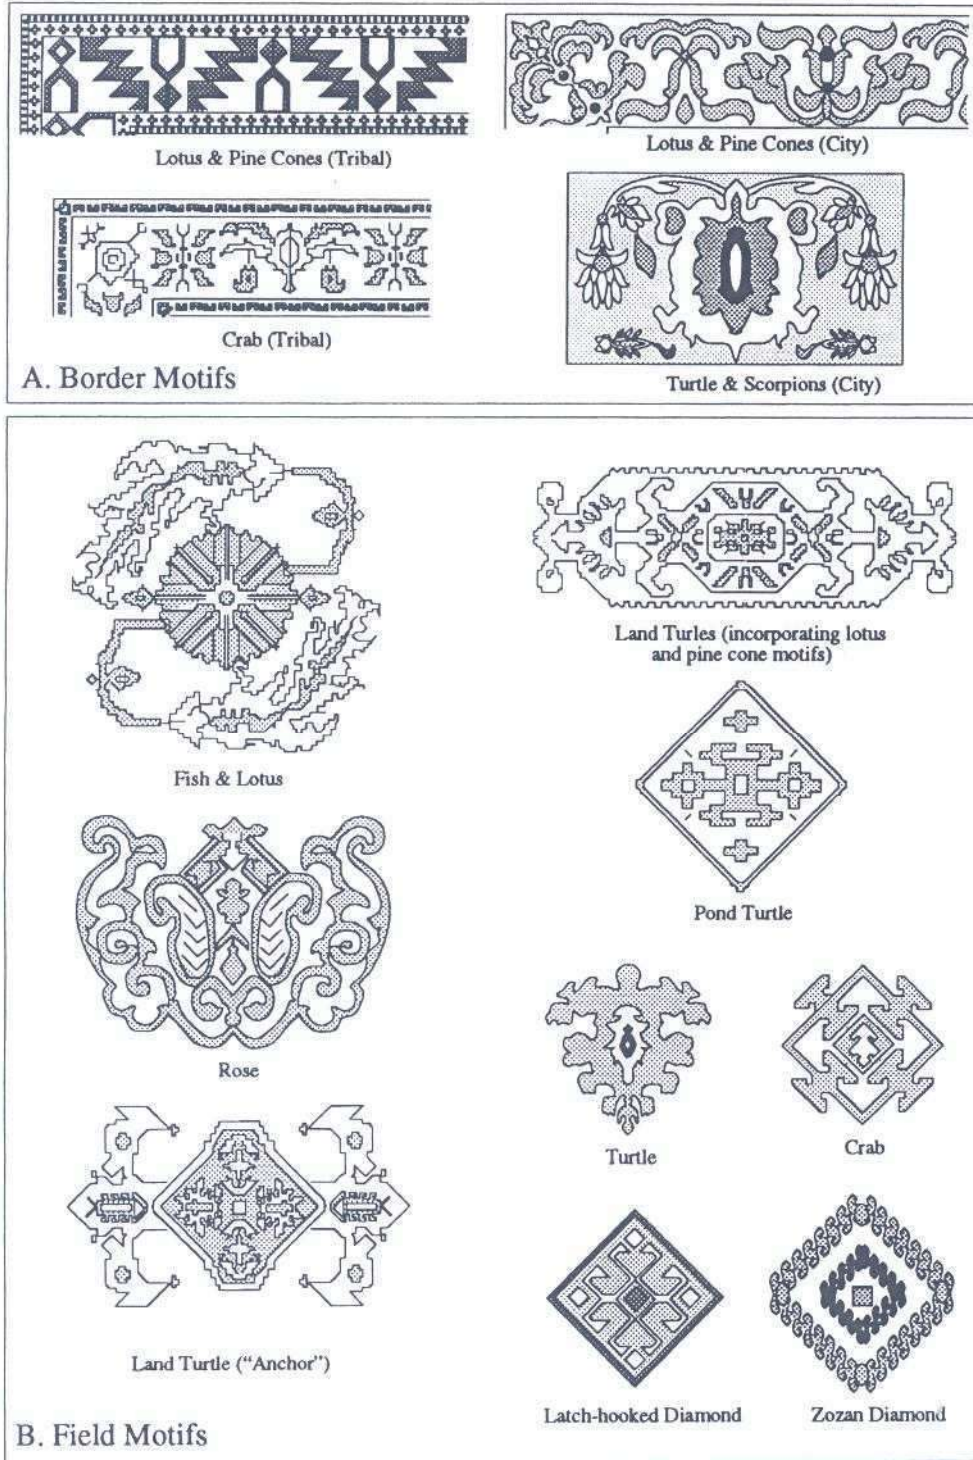 Lotus & Pine Cones (Tribal)
Lotus & Pine Cones (City)
Crab (Tribal)
Turtle & Scorpions (City)
A. Border Motifs
Fish & Lotus
Land Turles (incorporating lotus
and pine cone motifs)
Pond Turtle
Rose
Turtle
Crab
Land Turtle (“Anchor”)
Latch-hooked Diamond
Zozan Diamond
B. Field Motifs